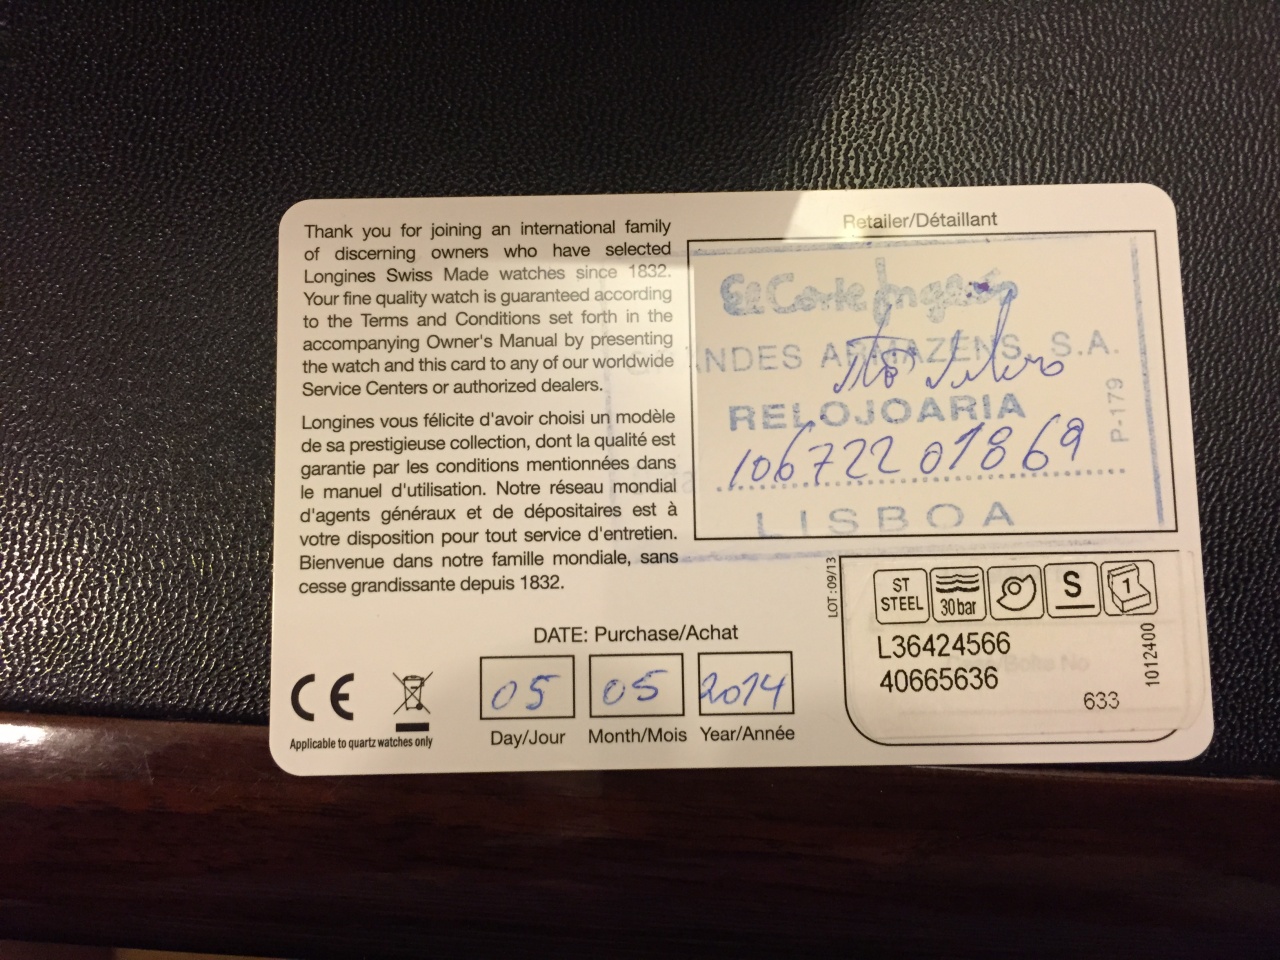 Thank you for joining an international family
of discerning owners who have selected
Longines Swiss Made watches since 1832.
Your fine quality watch is guaranteed according
to the Terms and Conditions set forth in the
accompanying Owner's Manual by presenting
the watch and this card to any of our worldwide
Service Centers or authorized dealers.
Longines vous félicite d'avoir choisi un modèle
de sa prestigieuse collection, dont la qualité est
garantie par les conditions mentionnées dans
le manuel d'utilisation. Notre réseau mondial
d'agents généraux et de dépositaires est à
votre disposition pour tout service d'entretien.
Bienvenue dans notre famille mondiale, sans
cesse grandissante depuis 1832.
Retailer/Détaillant
El Corte Inglés
ANDES ARMAZENS, S.A.
RELOJOARIA
P-179
10672201869
LISBOA
DATE: Purchase/Achat
05 05 2014
Day/Jour Month/Mois Year/Année
CE
Applicable to quartz watches only
LOT: 09/13
ST STEEL 30 bar S 1
L36424566
40665636
633
1012400